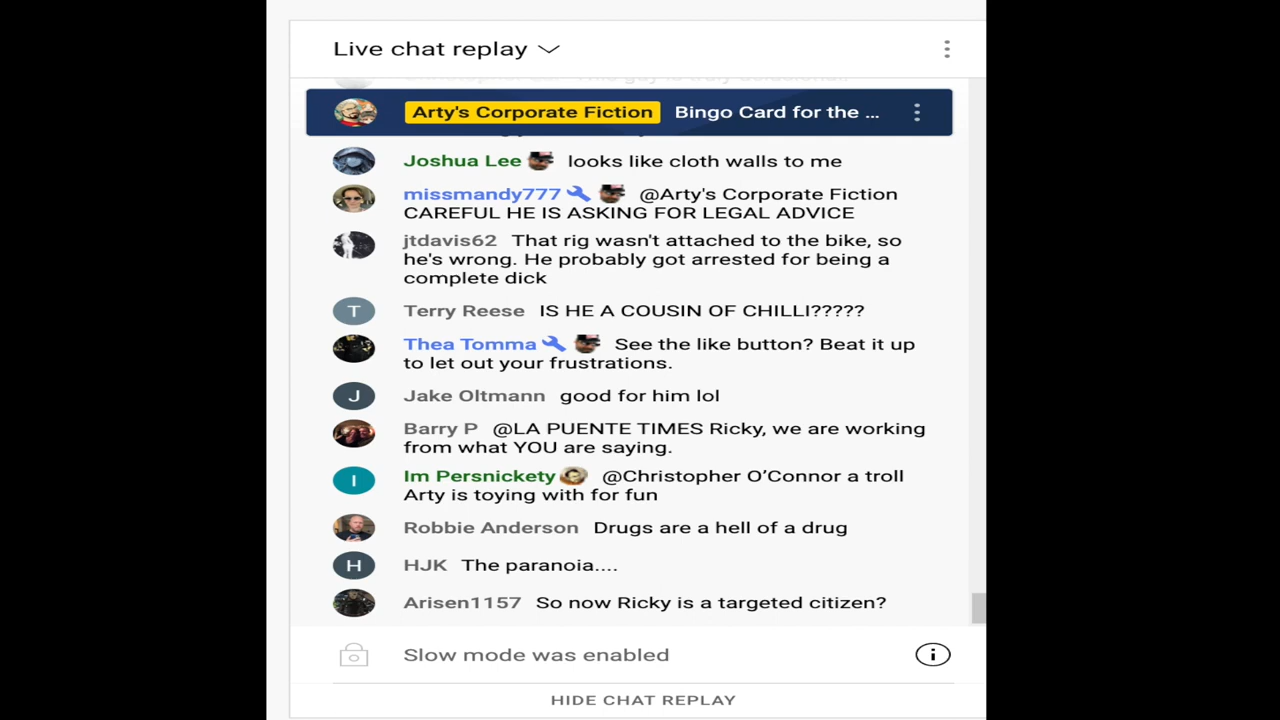 Live chat replay
Arty's Corporate Fiction Bingo Card for the ...
Joshua Lee looks like cloth walls to me
missmandy777 @Arty's Corporate Fiction
CAREFUL HE IS ASKING FOR LEGAL ADVICE
jtdavis62 That rig wasn't attached to the bike, so
he's wrong. He probably got arrested for being a
complete dick
T Terry Reese IS HE A COUSIN OF CHILLI?????
Thea Tomma See the like button? Beat it up
to let out your frustrations.
J Jake Oltmann good for him lol
Barry P @LA PUENTE TIMES Ricky, we are working
from what YOU are saying.
I Im Persnickety @Christopher O’Connor a troll
Arty is toying with for fun
Robbie Anderson Drugs are a hell of a drug
H HJK The paranoia....
Arisen1157 So now Ricky is a targeted citizen?
Slow mode was enabled
HIDE CHAT REPLAY